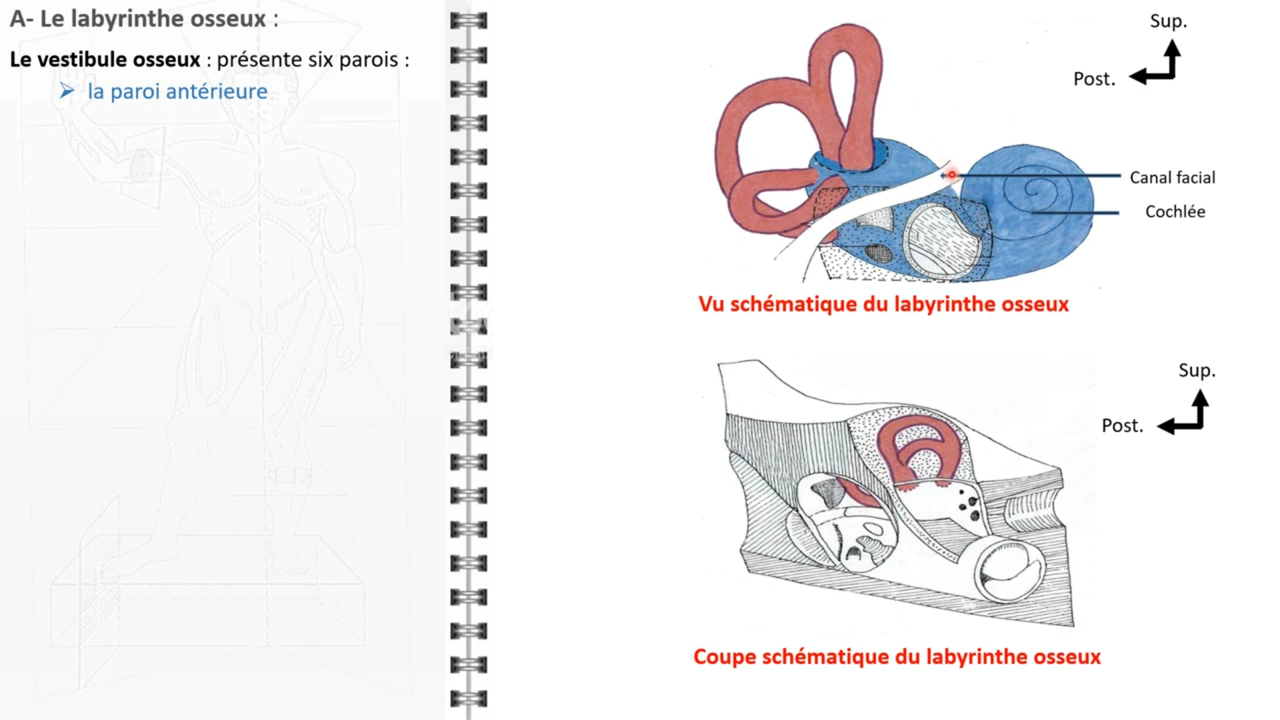 A- Le labyrinthe osseux :
Le vestibule osseux : présente six parois :
la paroi antérieure
Sup.
Post.
Canal facial
Cochlée
Vu schématique du labyrinthe osseux
Sup.
Post.
Coupe schématique du labyrinthe osseux